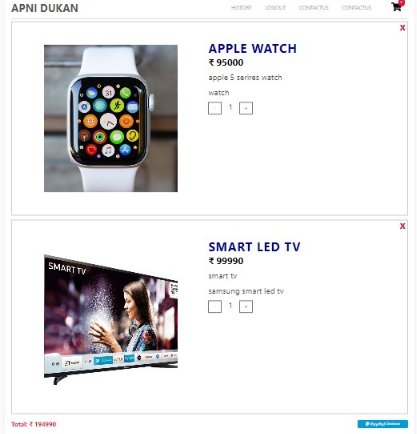 APNI DUKAN
HISTORY LOGOUT CONTACTUS CONTACTUS
X
APPLE WATCH
₹ 95000
apple 5 serires watch
watch
- 1 +
X
SMART TV
SMART LED TV
₹ 99990
smart tv
samsung smart led tv
- 1 +
Total: ₹ 194990
PayPal Checkout